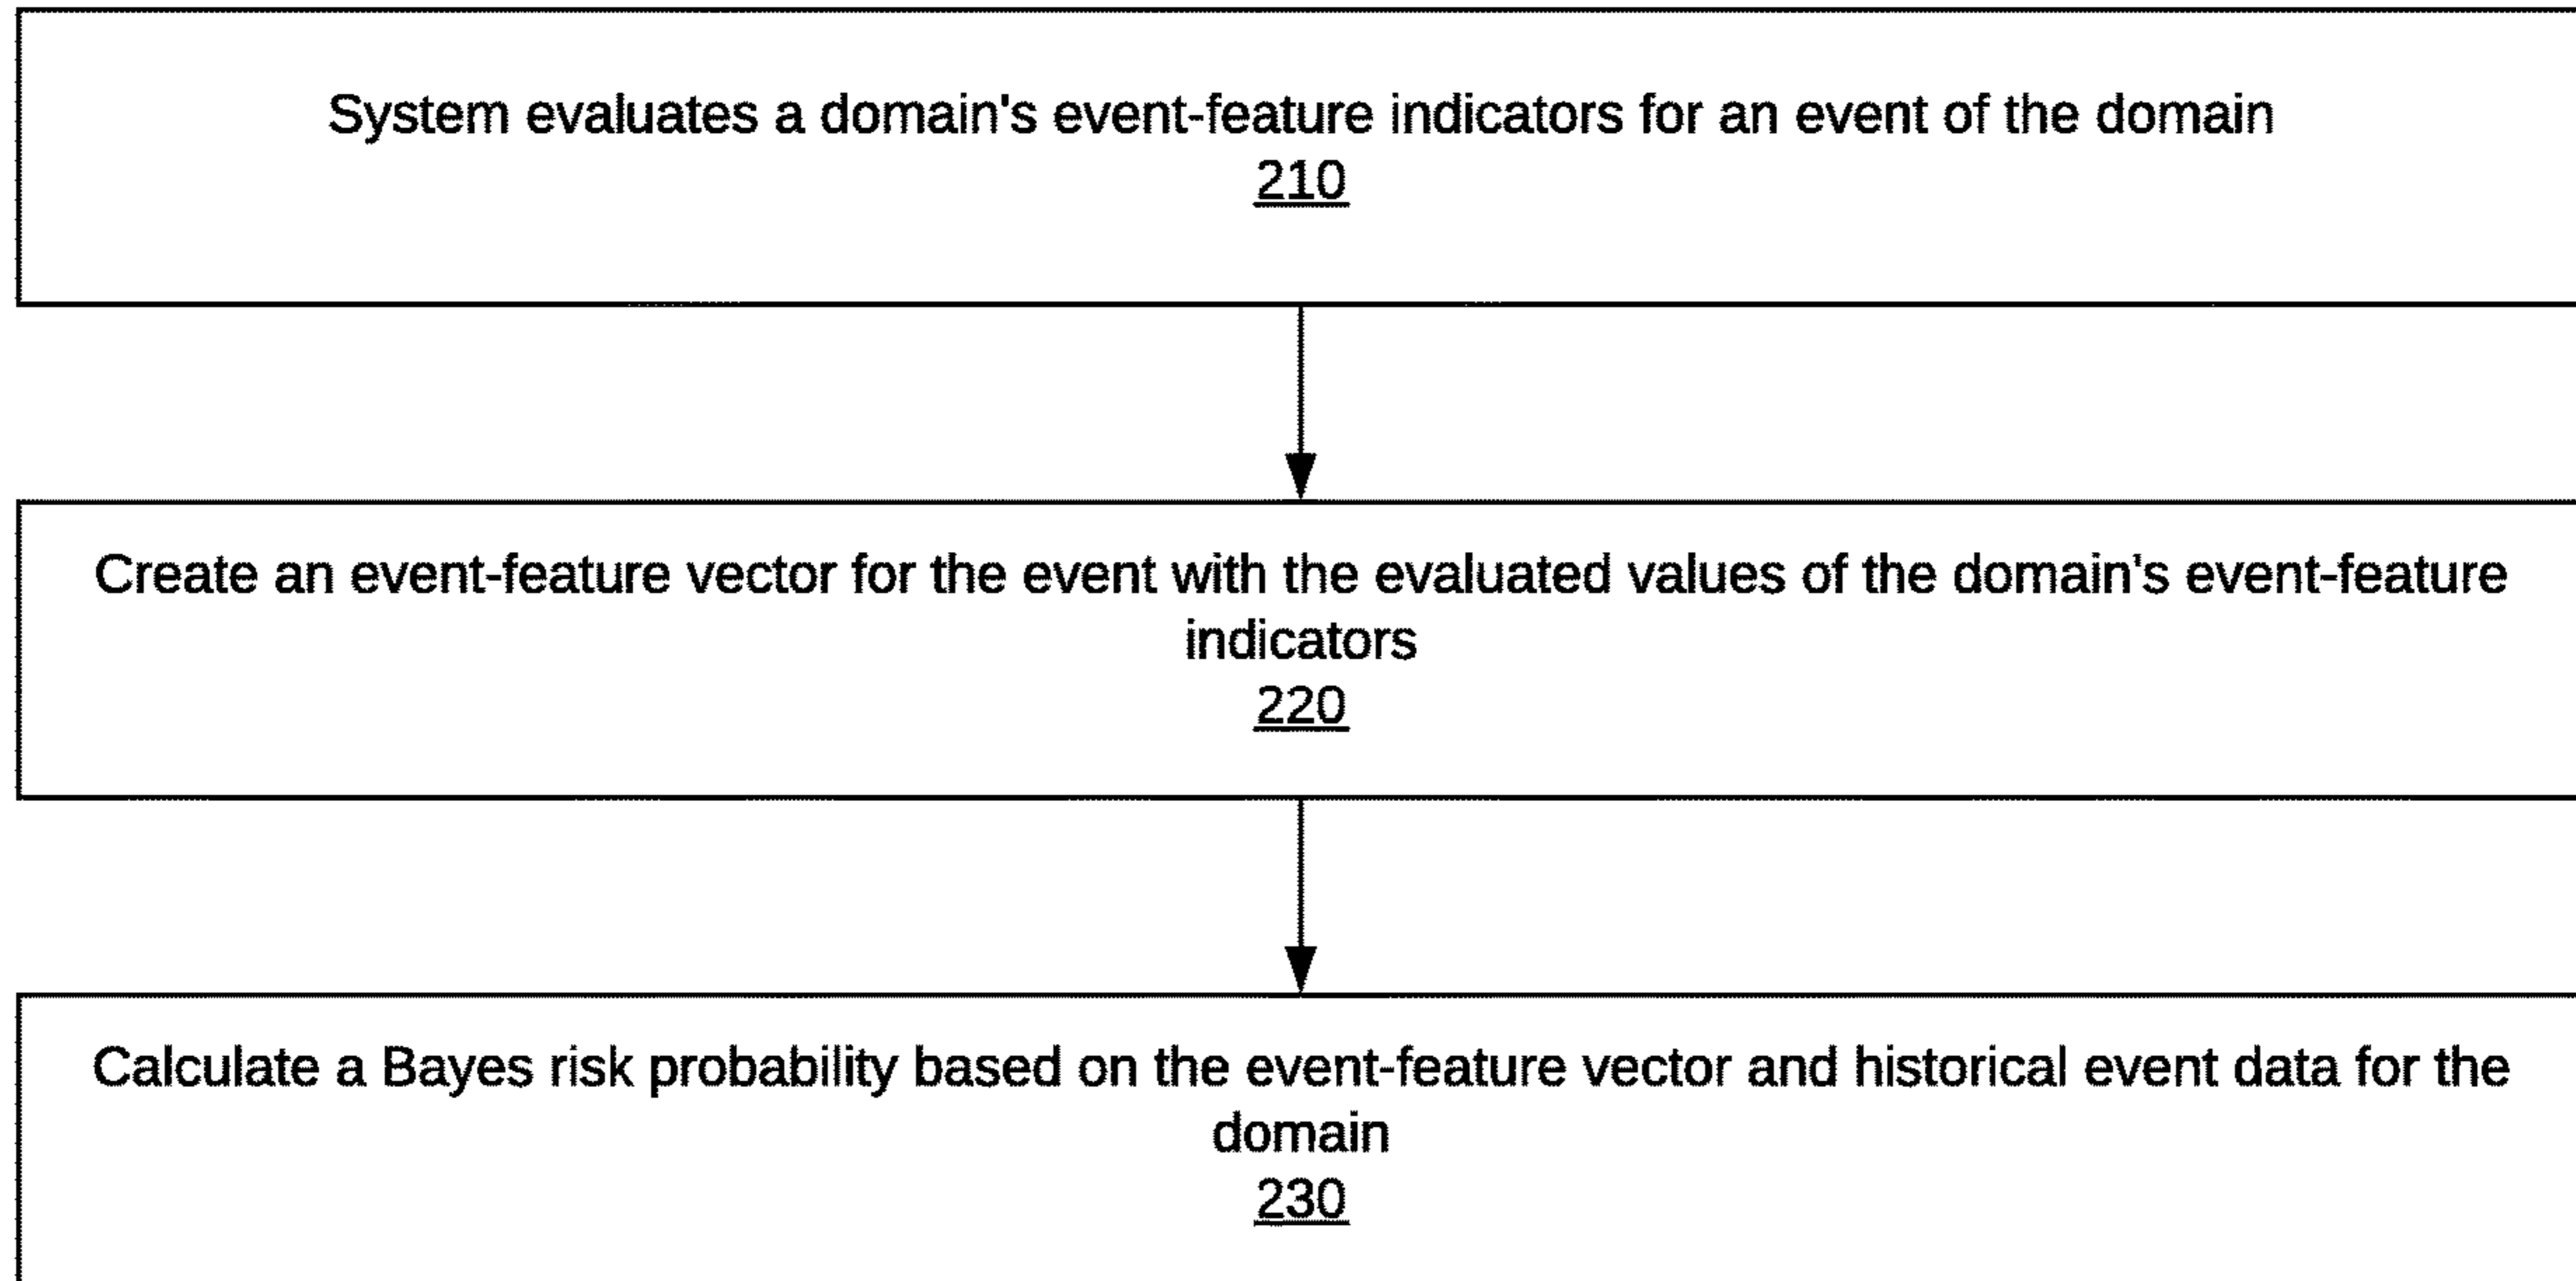 System evaluates a domain's event-feature indicators for an event of the domain
210
Create an event-feature vector for the event with the evaluated values of the domain's event-feature
indicators
220
Calculate a Bayes risk probability based on the event-feature vector and historical event data for the
domain
230